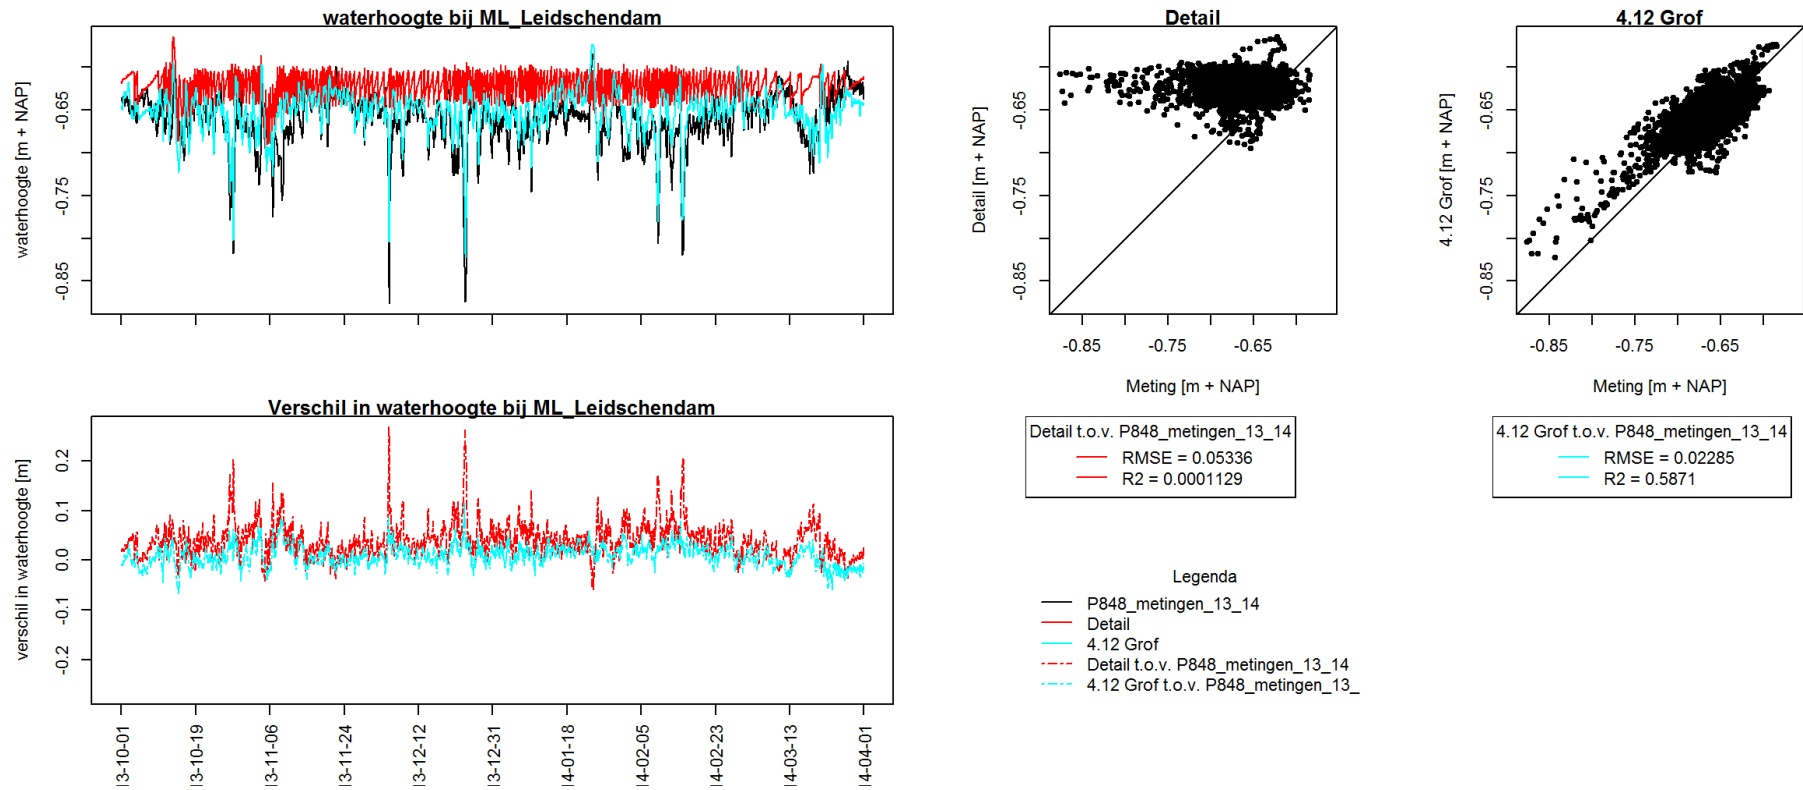 waterhoogte bij ML_Leidschendam
waterhoogte [m + NAP]
-0.65
-0.75
-0.85
Detail
Detail [m + NAP]
-0.65
-0.75
-0.85
-0.85 -0.75 -0.65
Meting [m + NAP]
4.12 Grof
4.12 Grof [m + NAP]
-0.65
-0.75
-0.85
-0.85 -0.75 -0.65
Meting [m + NAP]
Verschil in waterhoogte bij ML_Leidschendam
verschil in waterhoogte [m]
0.2
0.1
0.0
-0.1
-0.2
13-10-01
13-10-19
13-11-06
13-11-24
13-12-12
13-12-31
14-01-18
14-02-05
14-02-23
14-03-13
14-04-01
Detail t.o.v. P848_metingen_13_14
RMSE = 0.05336
R2 = 0.0001129
4.12 Grof t.o.v. P848_metingen_13_14
RMSE = 0.02285
R2 = 0.5871
Legenda
P848_metingen_13_14
Detail
4.12 Grof
Detail t.o.v. P848_metingen_13_14
4.12 Grof t.o.v. P848_metingen_13_